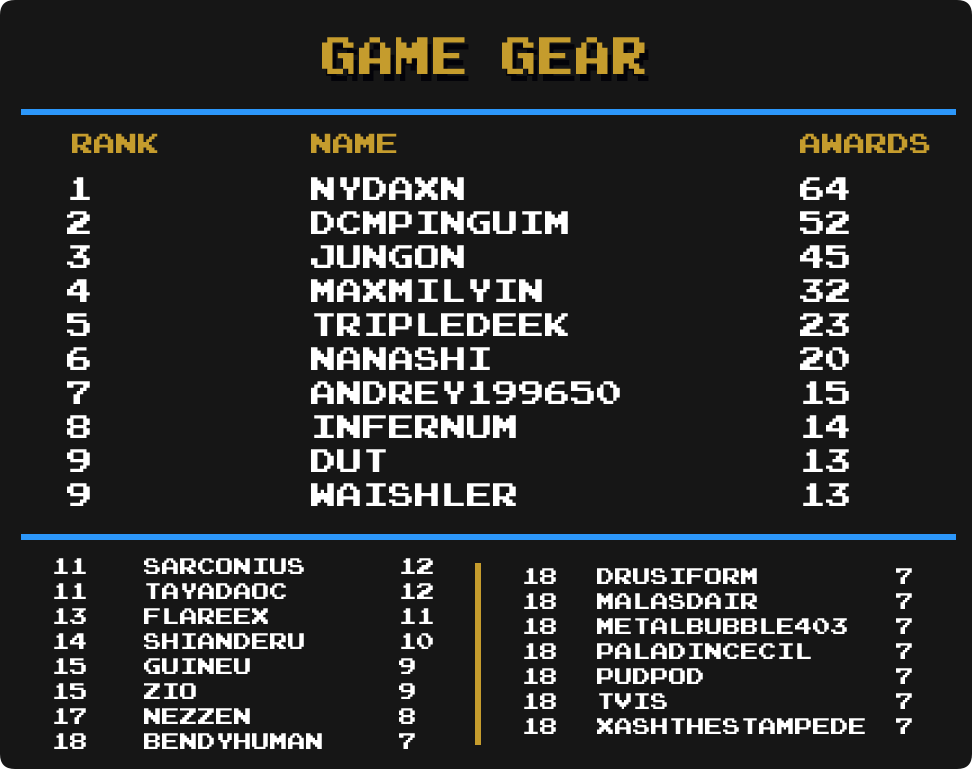 GAME GEAR
RANK NAME AWARDS
1 NYDAXN 64
2 DCMPINGUIM 52
3 JUNGON 45
4 MAXMILYIN 32
5 TRIPLEDEEK 23
6 NANASHI 20
7 ANDREY199650 15
8 INFERNUM 14
9 DUT 13
9 WAISHLER 13
11 SARCONIUS 12
11 TAYADAOC 12
13 FLAREEX 11
14 SHIANDERU 10
15 GUINEU 9
15 ZIO 9
17 NEZZEN 8
18 BENDYHUMAN 7
18 DRUSIFORM 7
18 MALASDAIR 7
18 METALBUBBLE403 7
18 PALADINCECIL 7
18 PUDPOD 7
18 TVIS 7
18 XASHTHESTAMPEDE 7